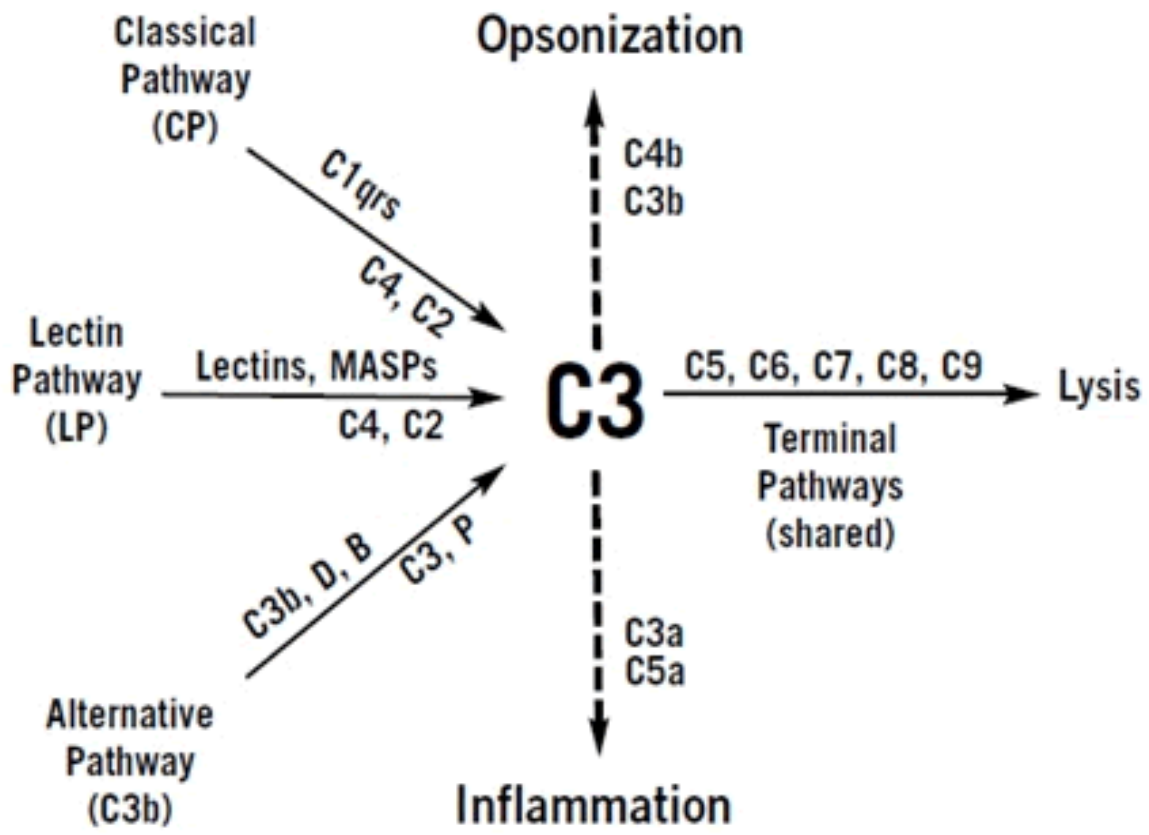 Classical
Pathway
(CP)
Opsonization
C1qrs
C4, C2
C4b
C3b
Lectin
Pathway
(LP)
Lectins, MASPs
C4, C2
C3
C5, C6, C7, C8, C9
Lysis
Terminal
Pathways
(shared)
C3b, D, B
C3, P
C3a
C5a
Alternative
Pathway
(C3b)
Inflammation